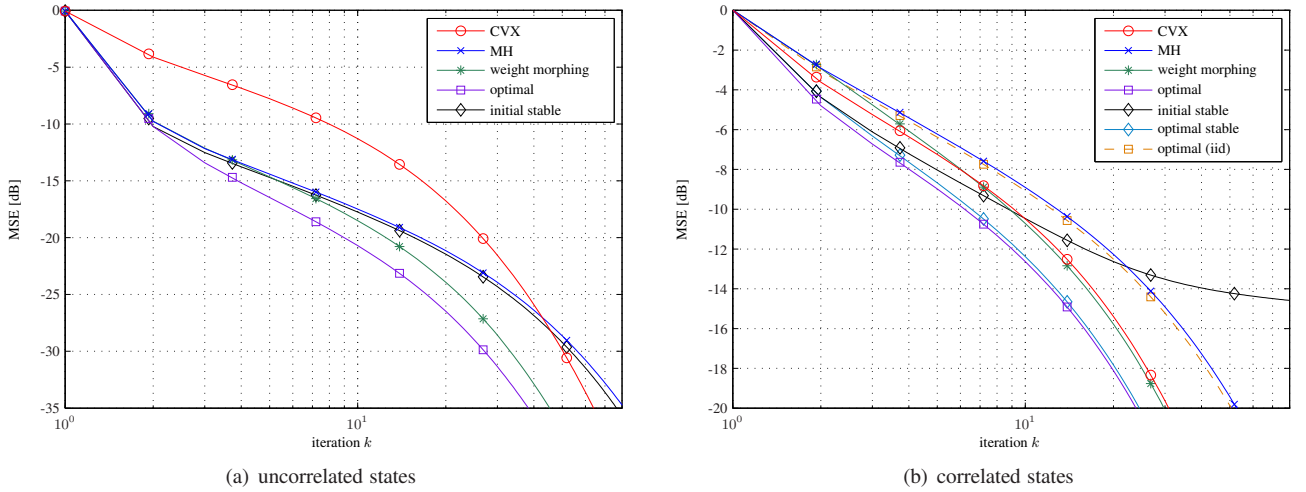 0
-5
-10
-15
-20
-25
-30
-35
MSE [dB]
10^0
10^1
iteration k
CVX
MH
weight morphing
optimal
initial stable
(a) uncorrelated states
0
-2
-4
-6
-8
-10
-12
-14
-16
-18
-20
MSE [dB]
10^0
10^1
iteration k
CVX
MH
weight morphing
optimal
initial stable
optimal stable
optimal (iid)
(b) correlated states